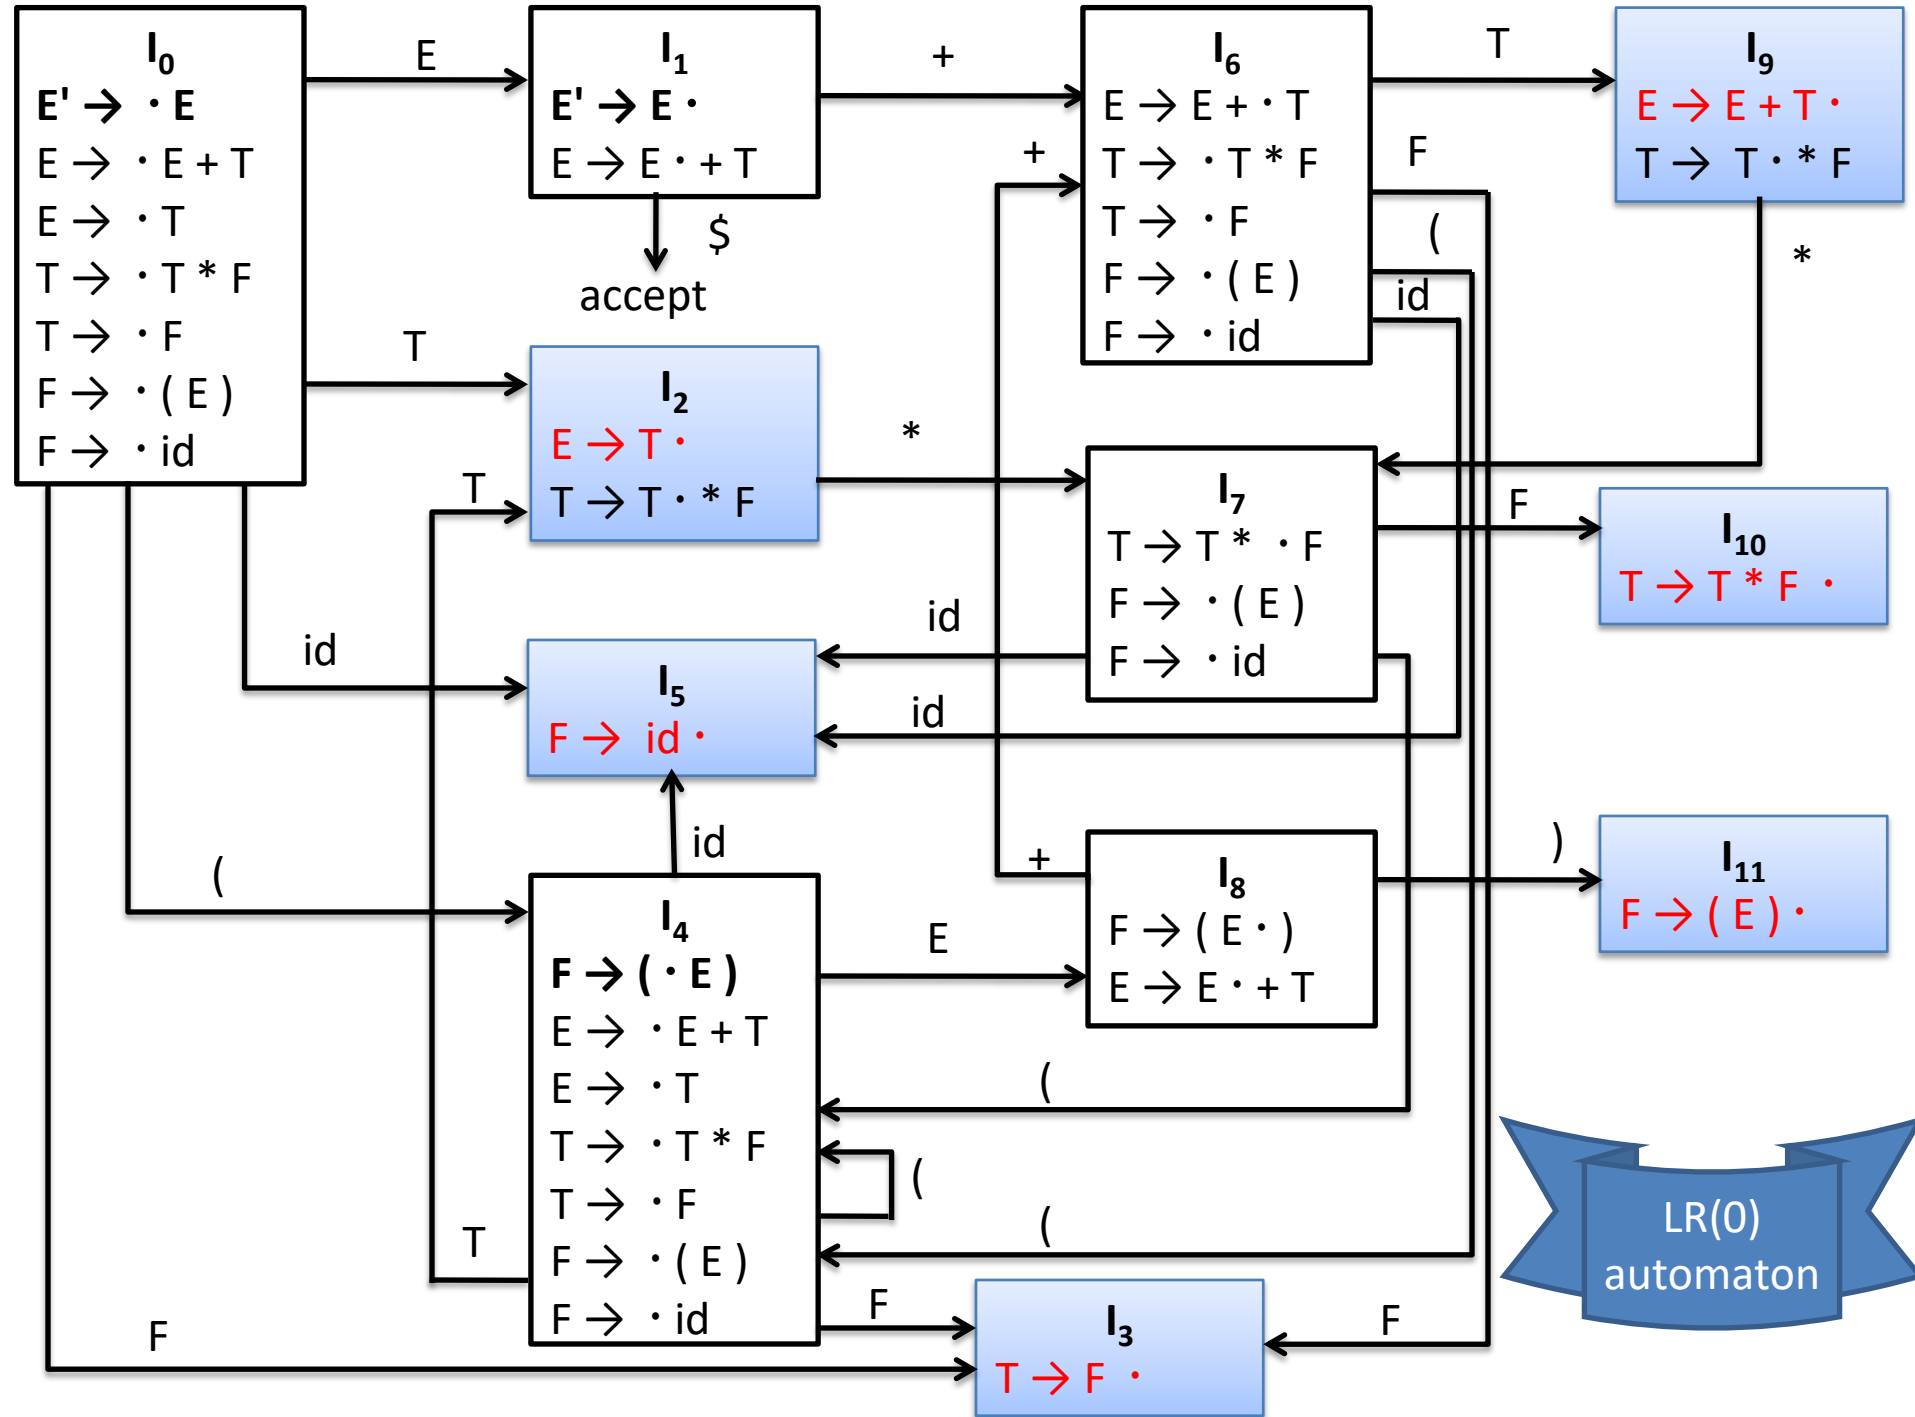 I0
E' → · E
E → · E + T
E → · T
T → · T * F
T → · F
F → · ( E )
F → · id
E
I1
E' → E ·
E → E · + T
$
accept
+
I6
E → E + · T
T → · T * F
T → · F
F → · ( E )
F → · id
+
T
F
(
id
I9
E → E + T ·
T → T · * F
*
T
I2
E → T ·
T → T · * F
T
*
I7
T → T * · F
F → · ( E )
F → · id
F
I10
T → T * F ·
id
I5
F → id ·
id
id
id
(
I4
F → ( · E )
E → · E + T
E → · T
T → · T * F
T → · F
F → · ( E )
F → · id
E
+
I8
F → ( E · )
E → E · + T
)
I11
F → ( E ) ·
(
(
(
T
F
F
I3
T → F ·
F
LR(0)
automaton